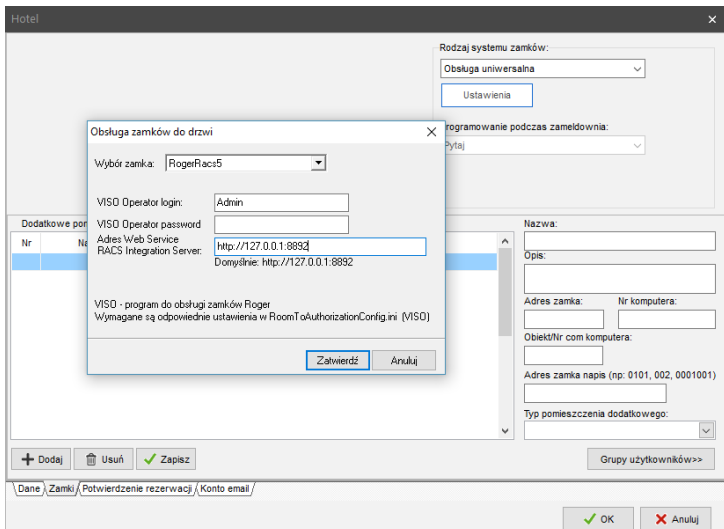 Hotel
Rodzaj systemu zamków:
Obsługa uniwersalna
Ustawienia
rogramowanie podczas zameldownia:
Pytaj
Obsługa zamków do drzwi
Wybór zamka: RogerRacs5
VISO Operator login: Admin
VISO Operator password
Adres Web Service
RACS Integration Server: http://127.0.0.1:8892
Domyślnie: http://127.0.0.1:8892
VISO - program do obsługi zamków Roger
Wymagane są odpowiednie ustawienia w RoomToAuthorizationConfig.ini (VISO)
Zatwierdź Anuluj
Dodatkowe por
Nr Na
Nazwa:
Opis:
Adres zamka: Nr komputera:
Obiekt/Nr com komputera:
Adres zamka napis (np: 0101, 002, 0001001)
Typ pomieszczenia dodatkowego:
Dodaj Usuń Zapisz
Grupy użytkowników>>
Dane Zamki Potwierdzenie rezerwacji Konto email
OK Anuluj